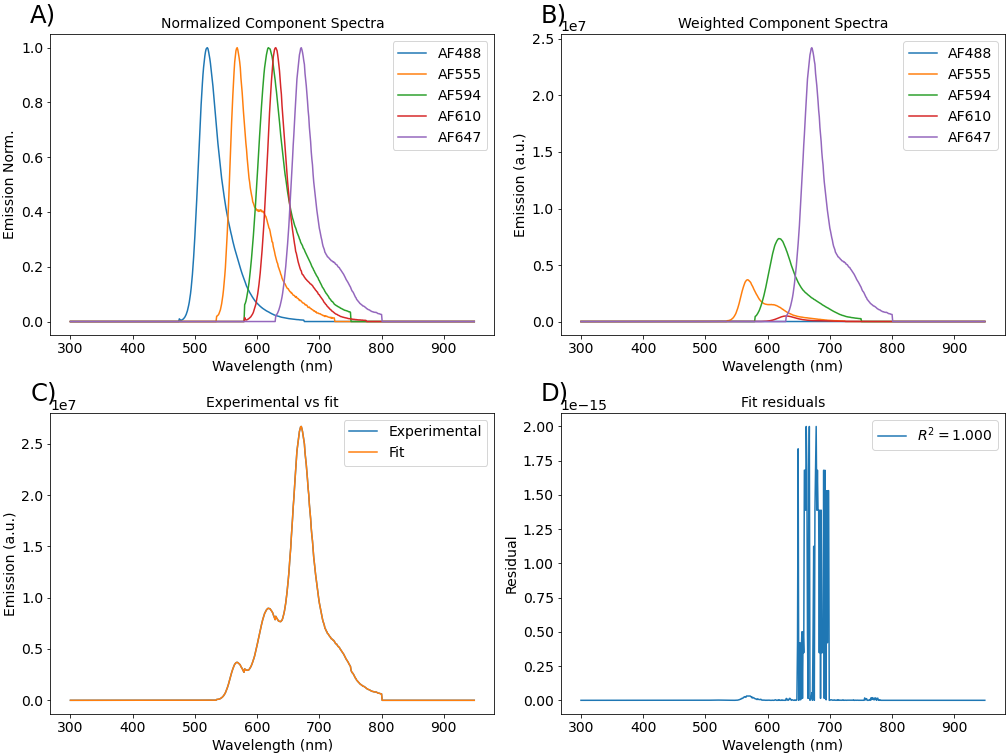 A)
Normalized Component Spectra
Emission Norm.
1.0
0.8
0.6
0.4
0.2
0.0
AF488
AF555
AF594
AF610
AF647
300 400 500 600 700 800 900
Wavelength (nm)
B)
1e7
Weighted Component Spectra
Emission (a.u.)
2.5
2.0
1.5
1.0
0.5
0.0
AF488
AF555
AF594
AF610
AF647
300 400 500 600 700 800 900
Wavelength (nm)
C)
1e7
Experimental vs fit
Emission (a.u.)
2.5
2.0
1.5
1.0
0.5
0.0
Experimental
Fit
300 400 500 600 700 800 900
Wavelength (nm)
D)
1e−15
Fit residuals
Residual
2.00
1.75
1.50
1.25
1.00
0.75
0.50
0.25
0.00
R² = 1.000
300 400 500 600 700 800 900
Wavelength (nm)